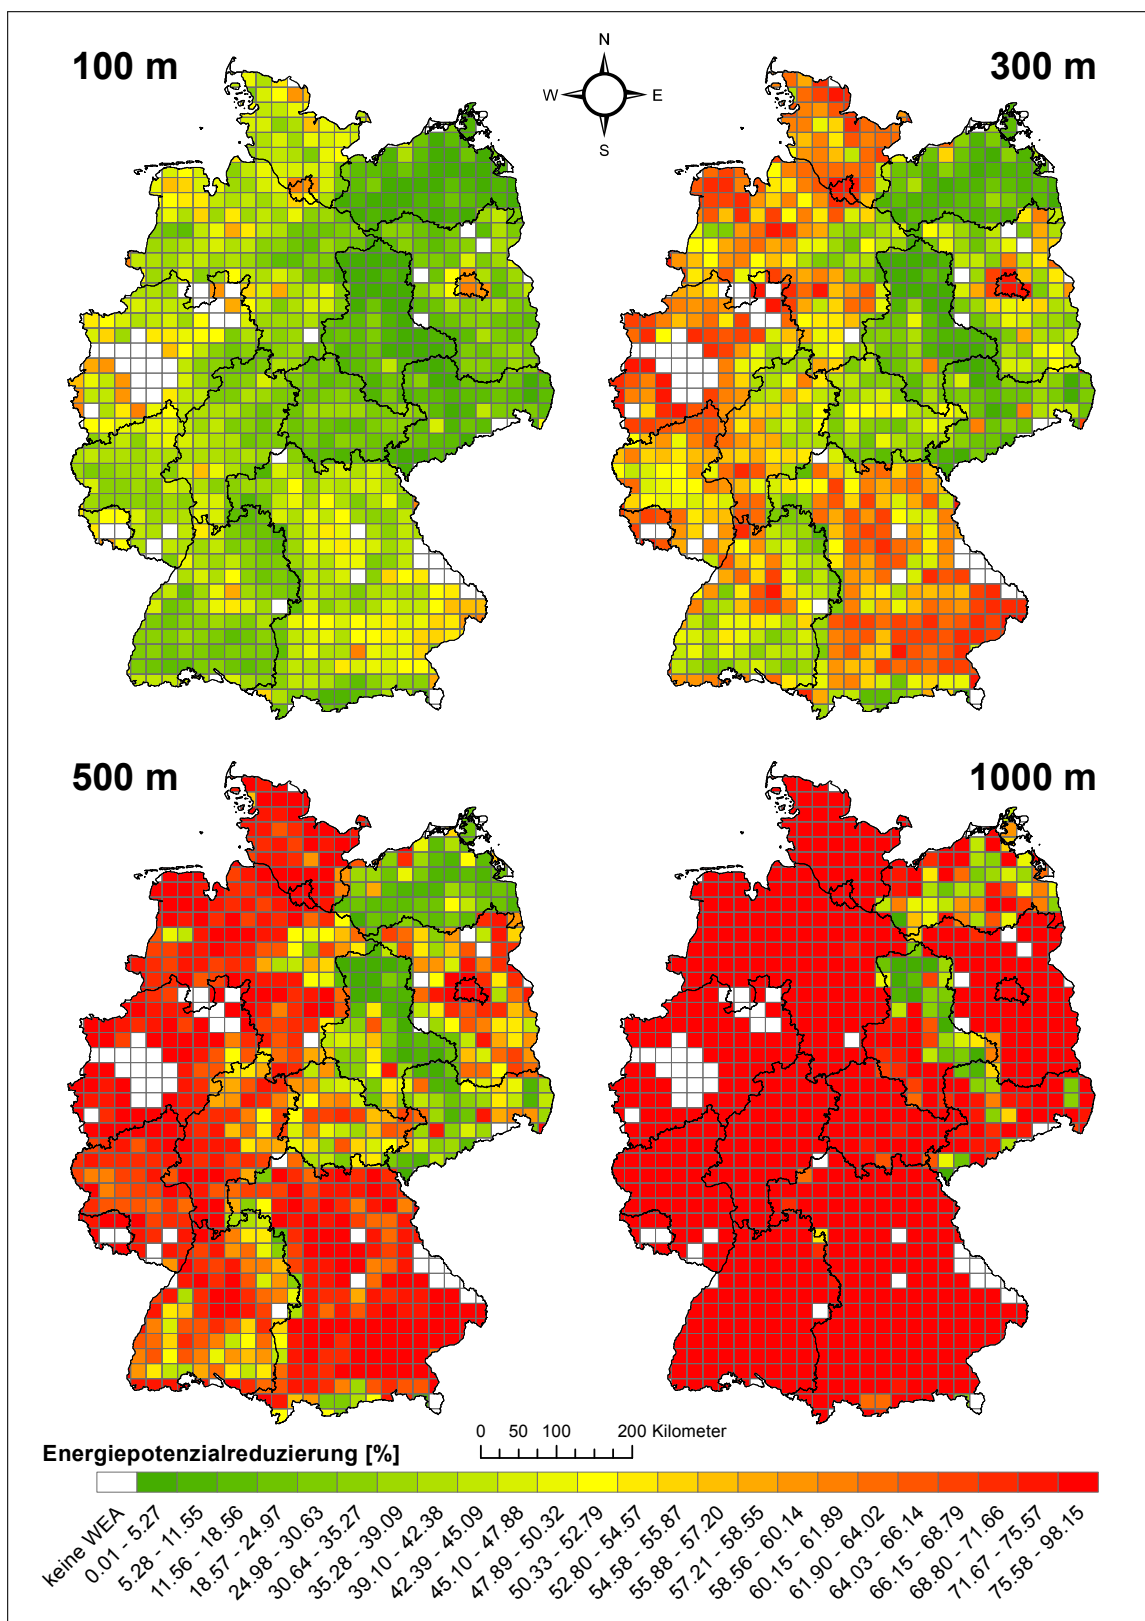 100 m
N
W E
S
300 m
500 m
1000 m
0 50 100 200 Kilometer
Energiepotenzialreduzierung [%]
keine WEA
0.01 - 5.27
5.28 - 11.55
11.56 - 18.56
18.57 - 24.97
24.98 - 30.63
30.64 - 35.27
35.28 - 39.09
39.10 - 42.38
42.39 - 45.09
45.10 - 47.88
47.89 - 50.32
50.33 - 52.79
52.80 - 54.57
54.58 - 55.87
55.88 - 57.20
57.21 - 58.55
58.56 - 60.14
60.15 - 61.89
61.90 - 64.02
64.03 - 66.14
66.15 - 68.79
68.80 - 71.66
71.67 - 75.57
75.58 - 98.15